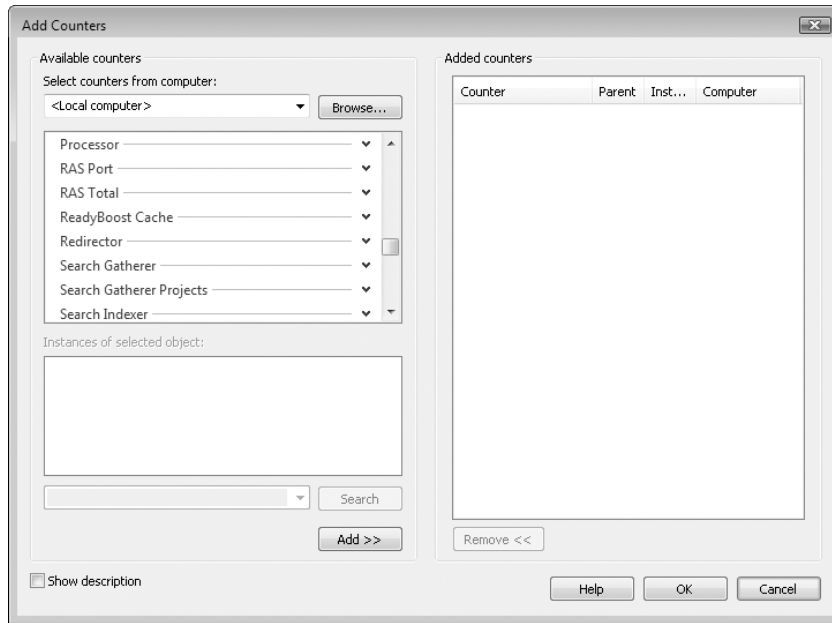 Add Counters
Available counters
Select counters from computer:
<Local computer>
Browse...
Processor
RAS Port
RAS Total
ReadyBoost Cache
Redirector
Search Gatherer
Search Gatherer Projects
Search Indexer
Instances of selected object:
Search
Add >>
Show description
Added counters
Counter Parent Inst... Computer
Remove <<
Help OK Cancel